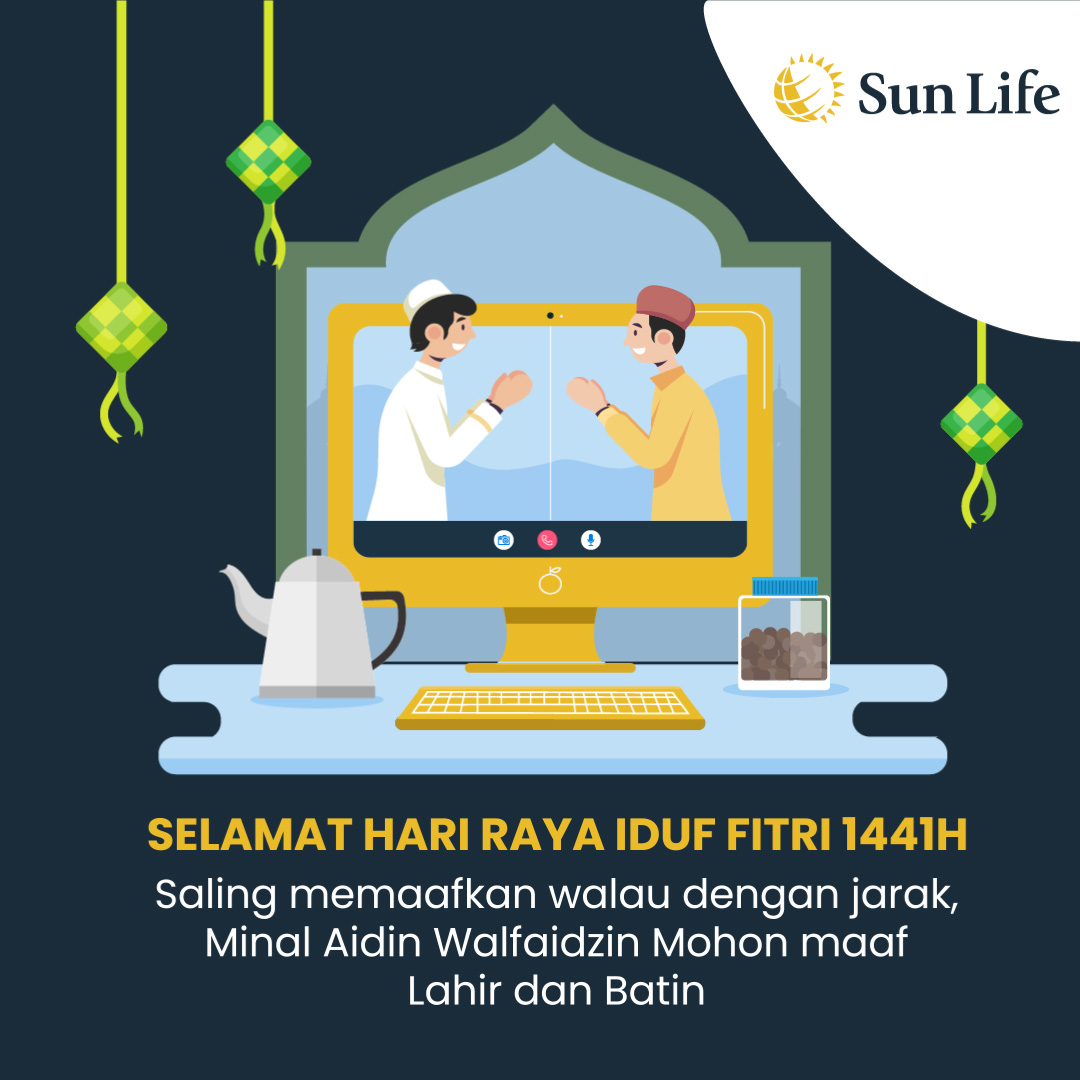 Sun Life
SELAMAT HARI RAYA IDUF FITRI 1441H
Saling memaafkan walau dengan jarak,
Minal Aidin Walfaidzin Mohon maaf
Lahir dan Batin